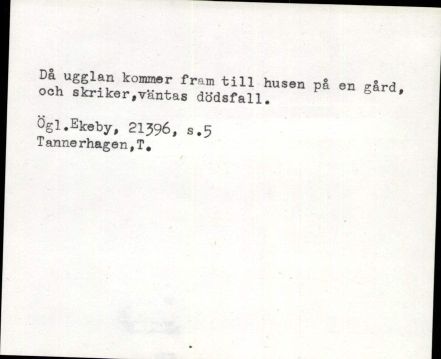 Då ugglan kommer fram till husen på en gård,
och skriker,väntas dödsfall.
Ögl.Ekeby, 21396, s.5
Tannerhagen,T.